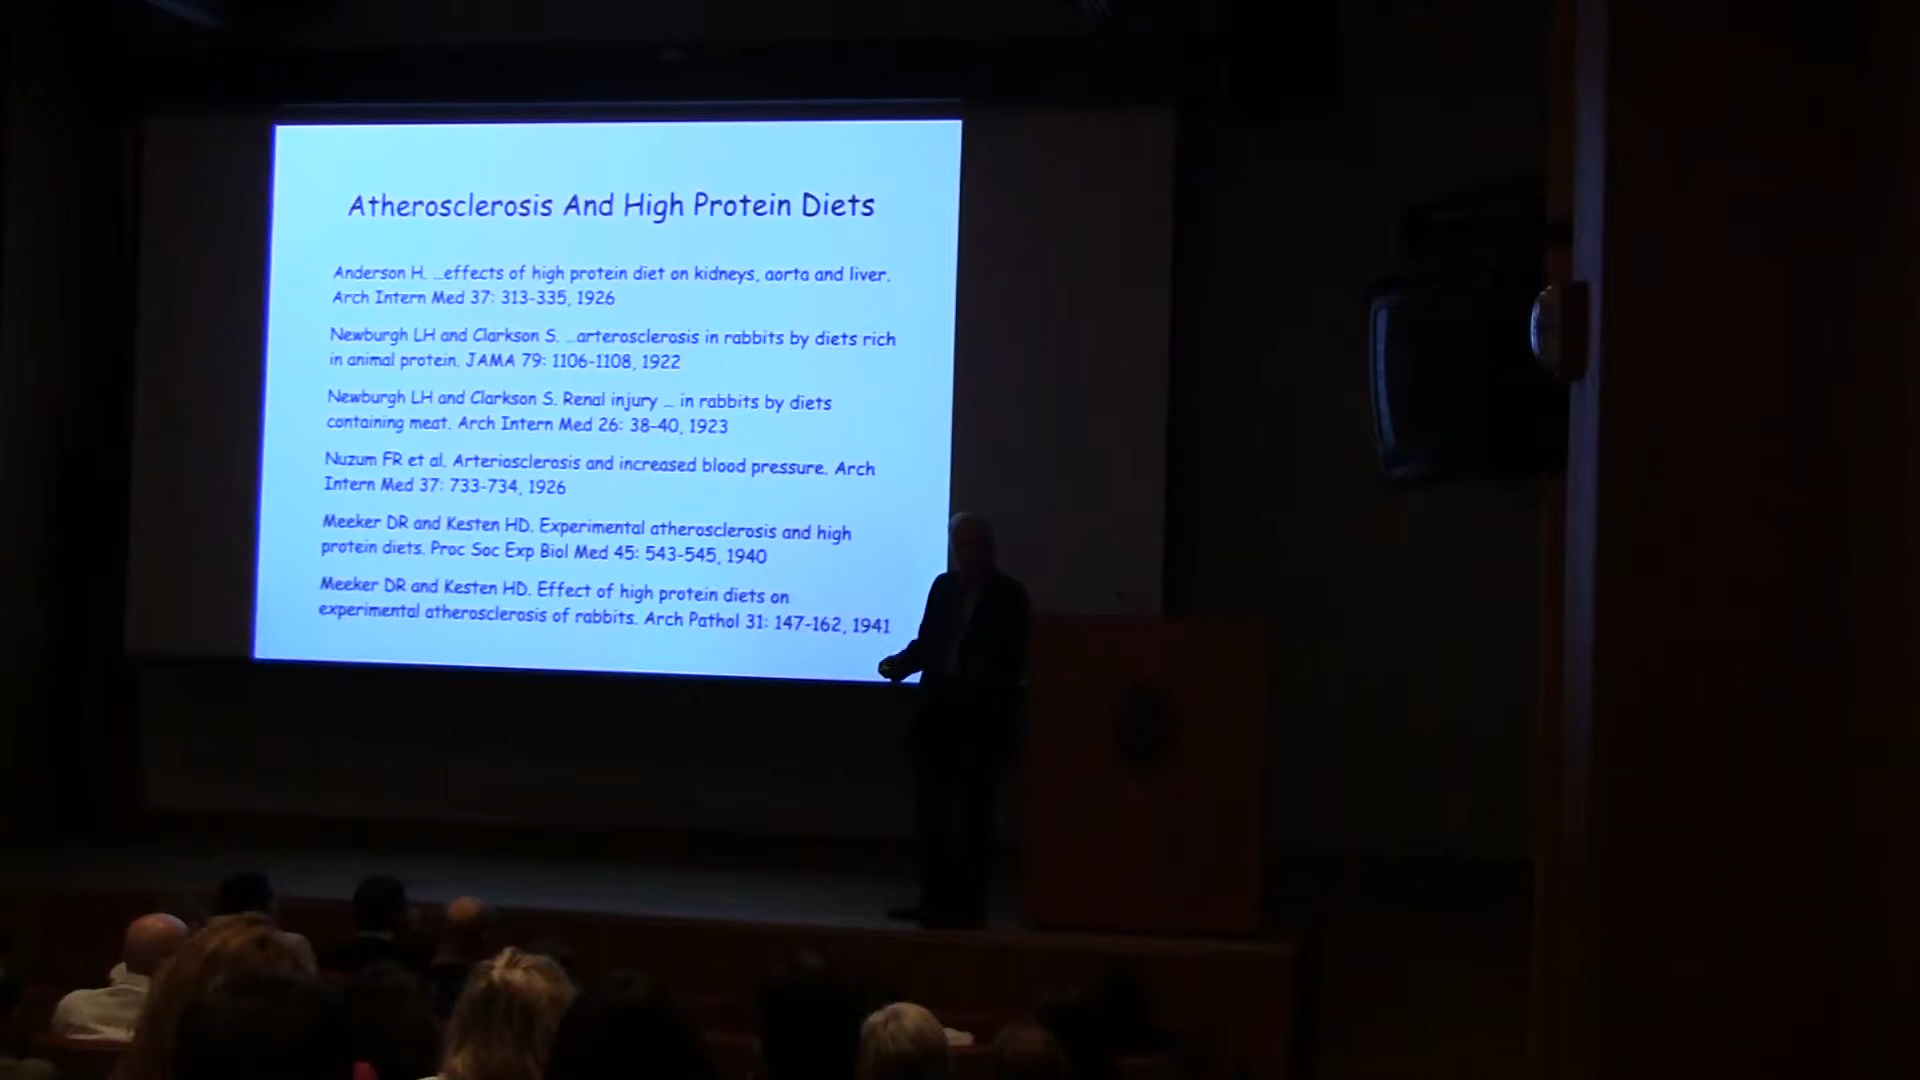 Atherosclerosis And High Protein Diets
Anderson H. ...effects of high protein diet on kidneys, aorta and liver.
Arch Intern Med 37: 313-335, 1926
Newburgh LH and Clarkson S. ...arterosclerosis in rabbits by diets rich
in animal protein. JAMA 79: 1106-1108, 1922
Newburgh LH and Clarkson S. Renal injury ... in rabbits by diets
containing meat. Arch Intern Med 26: 38-40, 1923
Nuzum FR et al. Arteriosclerosis and increased blood pressure. Arch
Intern Med 37: 733-734, 1926
Meeker DR and Kesten HD. Experimental atherosclerosis and high
protein diets. Proc Soc Exp Biol Med 45: 543-545, 1940
Meeker DR and Kesten HD. Effect of high protein diets on
experimental atherosclerosis of rabbits. Arch Pathol 31: 147-162, 1941